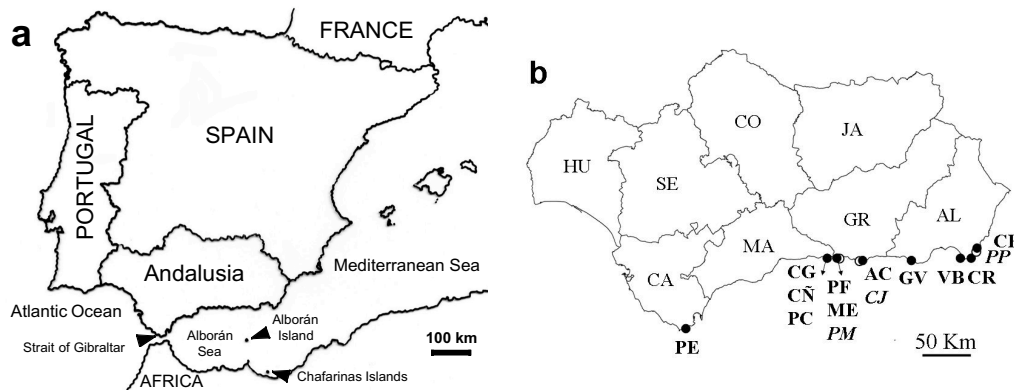 a
FRANCE
SPAIN
PORTUGAL
Andalusia
Mediterranean Sea
Atlantic Ocean
Alborán
Island
Alborán
Sea
Strait of Gibraltar
100 km
AFRICA
Chafarinas Islands
b
CO
JA
HU
SE
GR
AL
MA
CA
PP
CG
PF
AC
GV
VB
CR
CÑ
ME
CJ
PC
PM
PE
50 Km